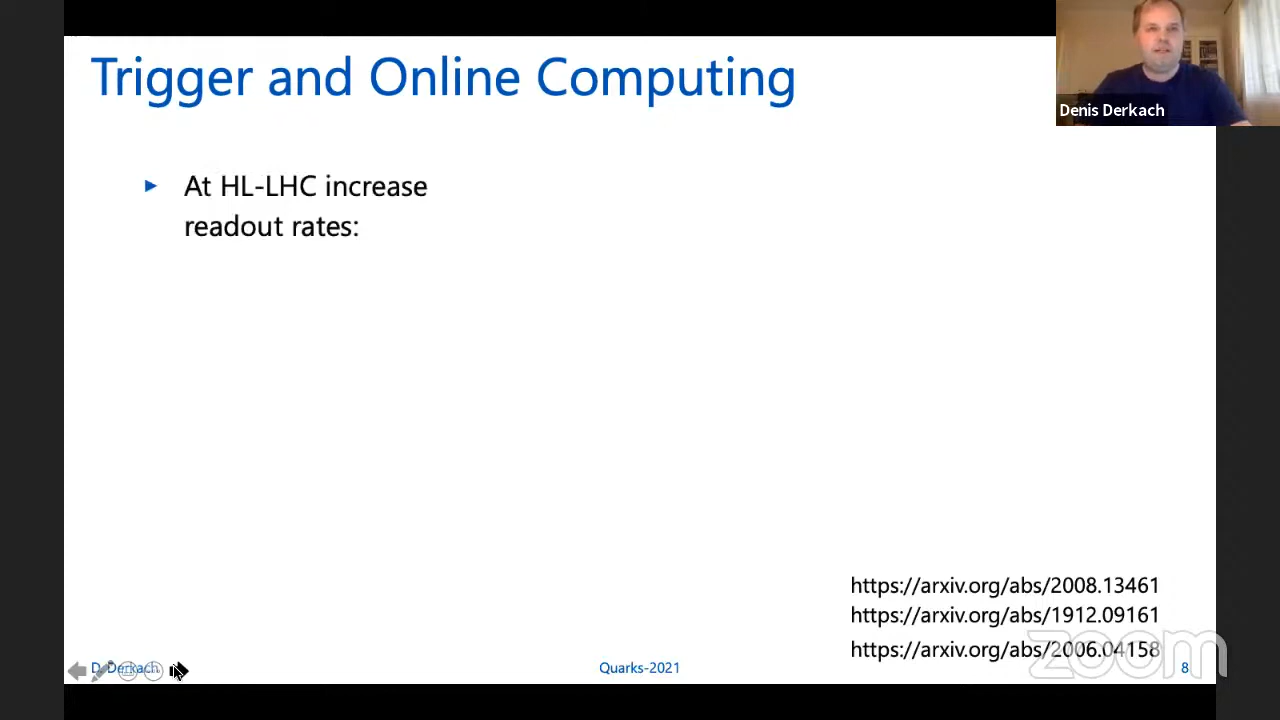 Trigger and Online Computing
Denis Derkach
► At HL-LHC increase
readout rates:
https://arxiv.org/abs/2008.13461
https://arxiv.org/abs/1912.09161
https://arxiv.org/abs/2006.04158
zoom
D. Derkach
Quarks-2021
8